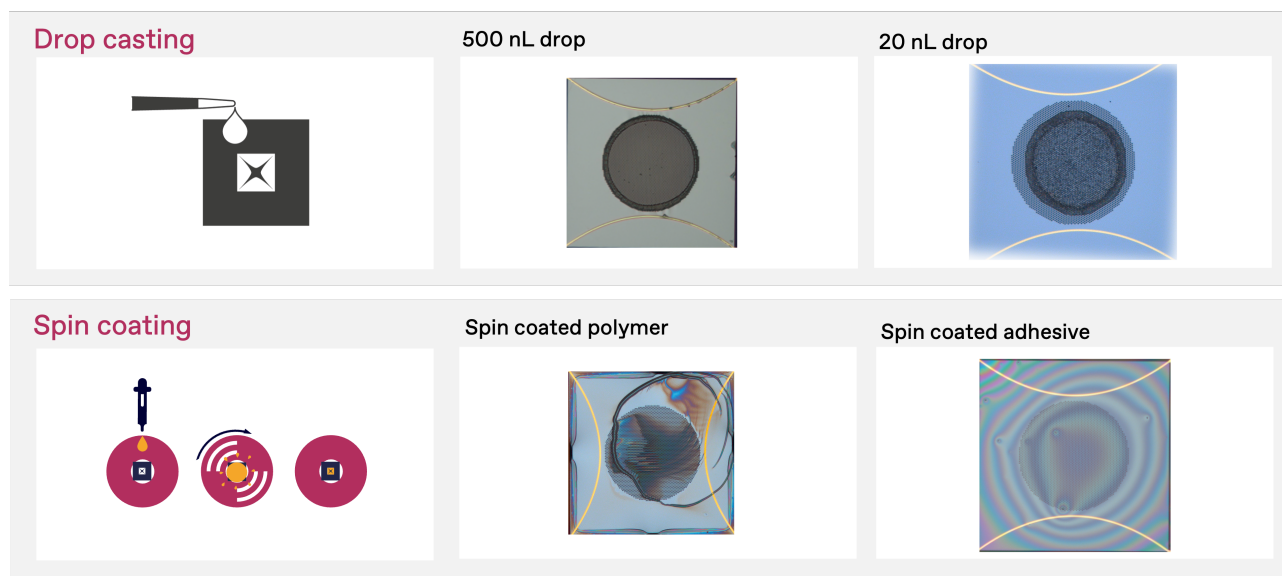 Drop casting
500 nL drop
20 nL drop
Spin coating
Spin coated polymer
Spin coated adhesive